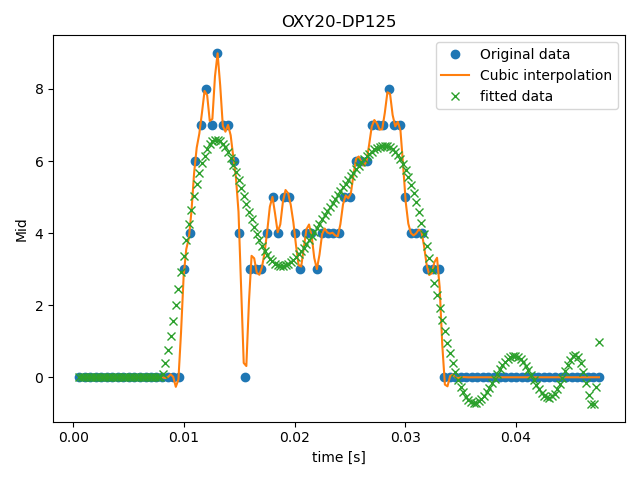 OXY20-DP125
Original data
Cubic interpolation
fitted data
8
6
4
2
0
Mid
0.00
0.01
0.02
0.03
0.04
time [s]